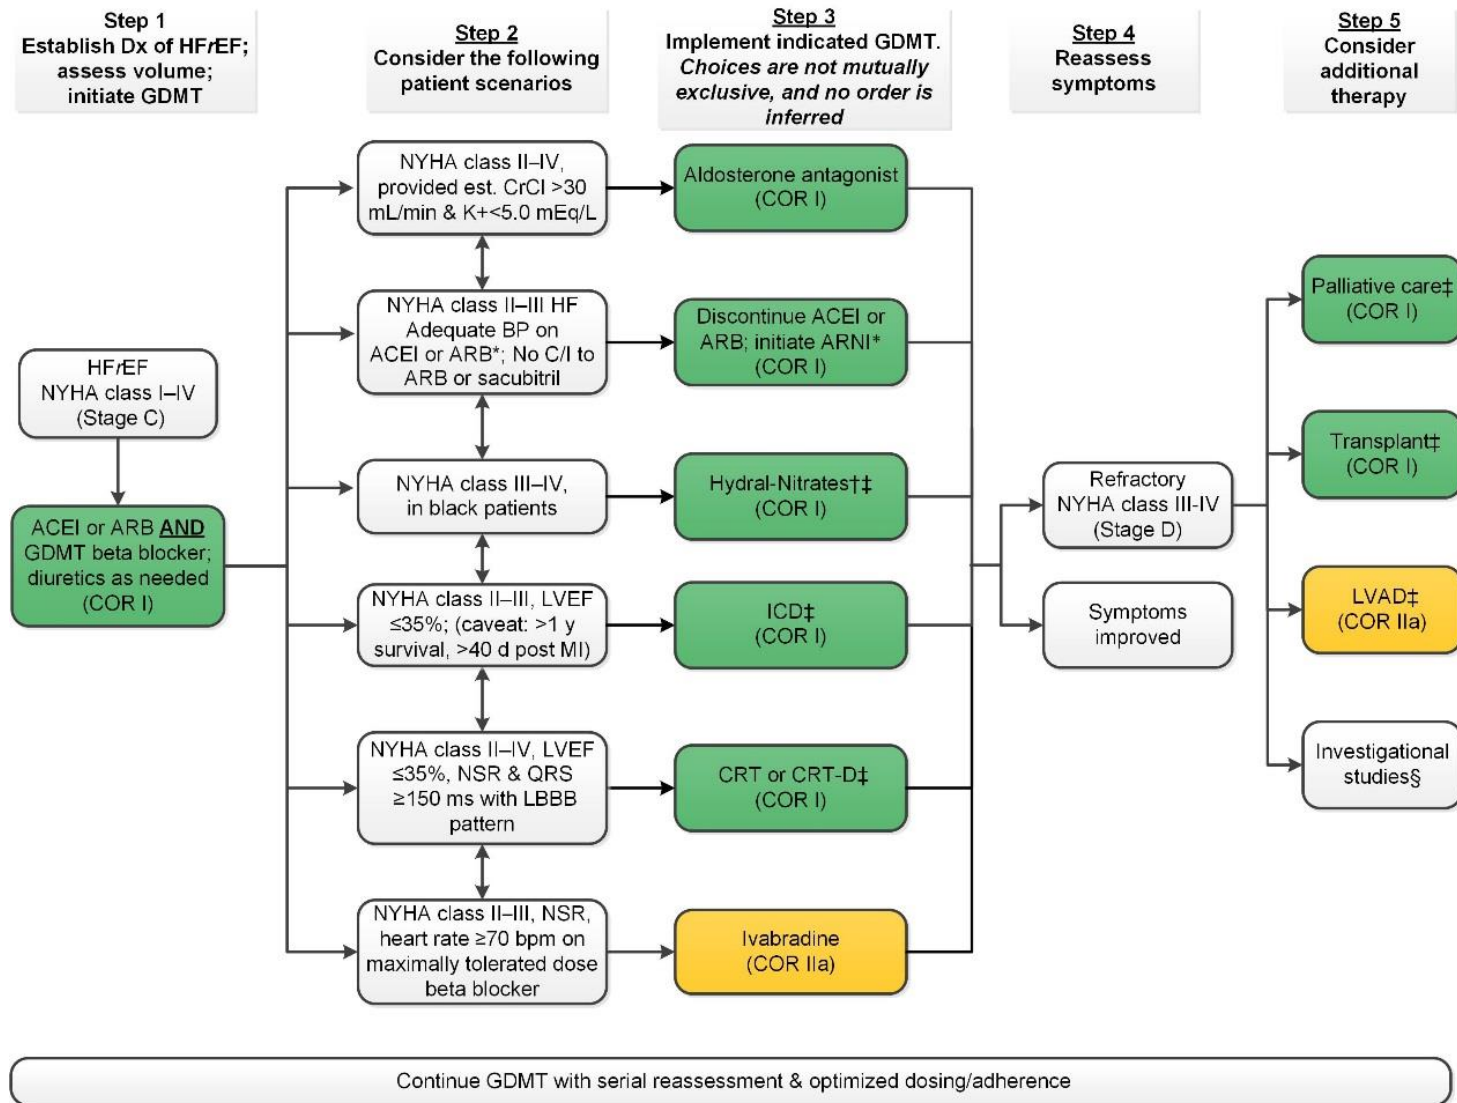 Step 1
Establish Dx of HFrEF;
assess volume;
initiate GDMT
Step 2
Consider the following
patient scenarios
Step 3
Implement indicated GDMT.
Choices are not mutually
exclusive, and no order is
inferred
Step 4
Reassess
symptoms
Step 5
Consider
additional
therapy
HFrEF
NYHA class I–IV
(Stage C)
ACEI or ARB AND
GDMT beta blocker;
diuretics as needed
(COR I)
NYHA class II–IV,
provided est. CrCl >30
mL/min & K+<5.0 mEq/L
Aldosterone antagonist
(COR I)
NYHA class II–III HF
Adequate BP on
ACEI or ARB*; No C/I to
ARB or sacubitril
Discontinue ACEI or
ARB; initiate ARNI*
(COR I)
NYHA class III–IV,
in black patients
Hydral-Nitrates†‡
(COR I)
NYHA class II–III, LVEF
≤35%; (caveat: >1 y
survival, >40 d post MI)
ICD‡
(COR I)
NYHA class II–IV, LVEF
≤35%, NSR & QRS
≥150 ms with LBBB
pattern
CRT or CRT-D‡
(COR I)
NYHA class II–III, NSR,
heart rate ≥70 bpm on
maximally tolerated dose
beta blocker
Ivabradine
(COR IIa)
Refractory
NYHA class III-IV
(Stage D)
Symptoms
improved
Palliative care‡
(COR I)
Transplant‡
(COR I)
LVAD‡
(COR IIa)
Investigational
studies§
Continue GDMT with serial reassessment & optimized dosing/adherence